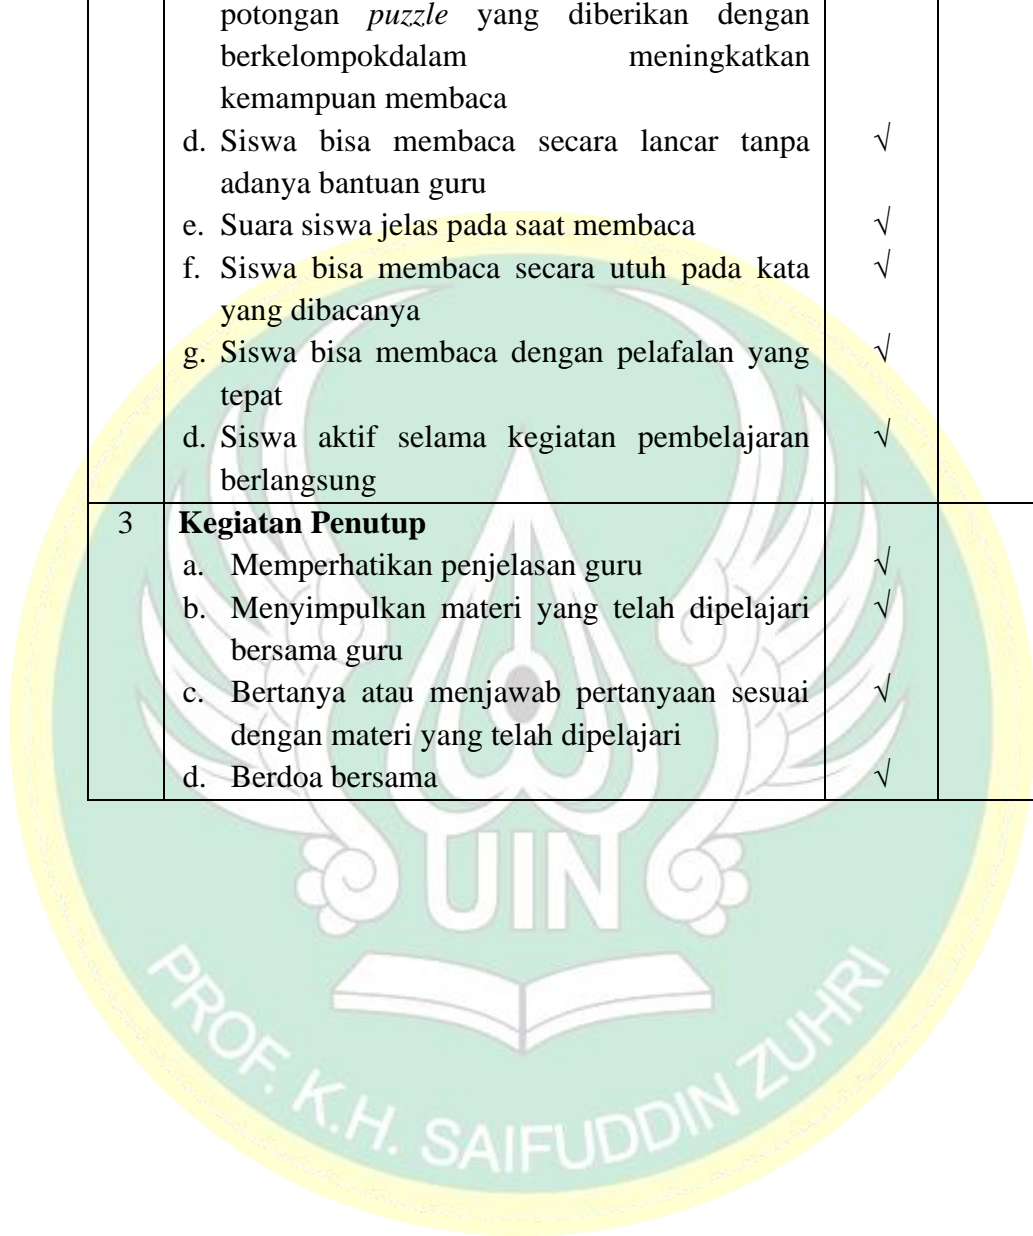 potongan puzzle yang diberikan dengan
berkelompokdalam meningkatkan
kemampuan membaca
d. Siswa bisa membaca secara lancar tanpa √
adanya bantuan guru
e. Suara siswa jelas pada saat membaca √
f. Siswa bisa membaca secara utuh pada kata √
yang dibacanya
g. Siswa bisa membaca dengan pelafalan yang √
tepat
d. Siswa aktif selama kegiatan pembelajaran √
berlangsung
3 Kegiatan Penutup
a. Memperhatikan penjelasan guru √
b. Menyimpulkan materi yang telah dipelajari √
bersama guru
c. Bertanya atau menjawab pertanyaan sesuai √
dengan materi yang telah dipelajari
d. Berdoa bersama √
UIN
PROF. K.H. SAIFUDDIN ZUHRI